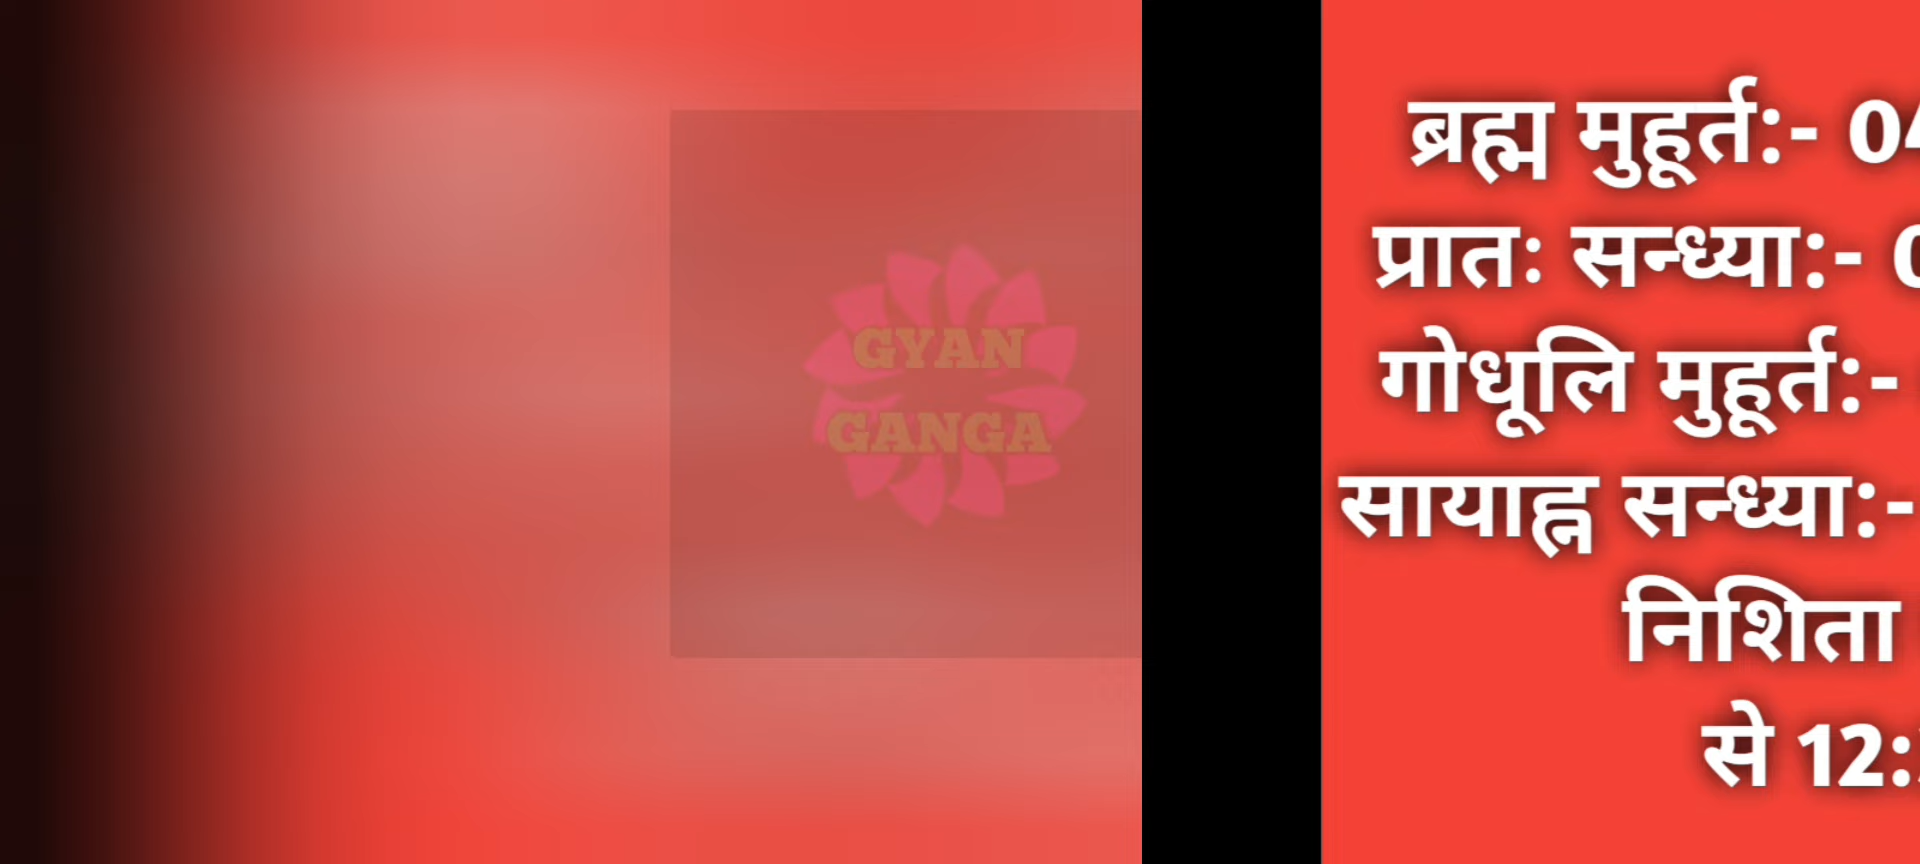 GYAN
GANGA
ब्रह्म मुहूर्त:- 04
प्रातः सन्ध्या:- 0
गोधूलि मुहूर्त:-
सायाह्न सन्ध्या:-
निशिता
से 12: